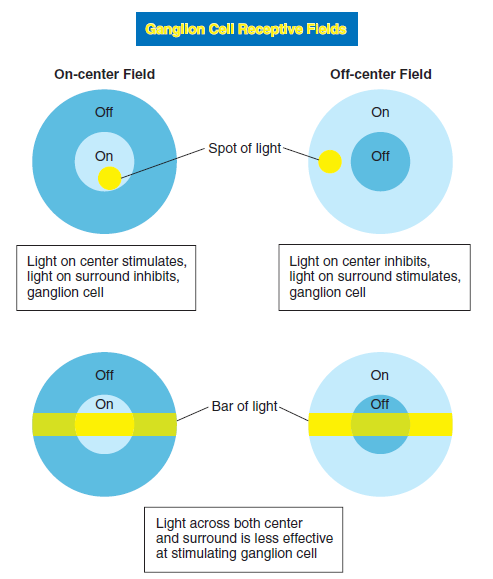 Ganglion Cell Receptive Fields
On-center Field
Off-center Field
Off
On
On
Off
Spot of light
Light on center stimulates,
light on surround inhibits,
ganglion cell
Light on center inhibits,
light on surround stimulates,
ganglion cell
Off
On
On
Off
Bar of light
Light across both center
and surround is less effective
at stimulating ganglion cell